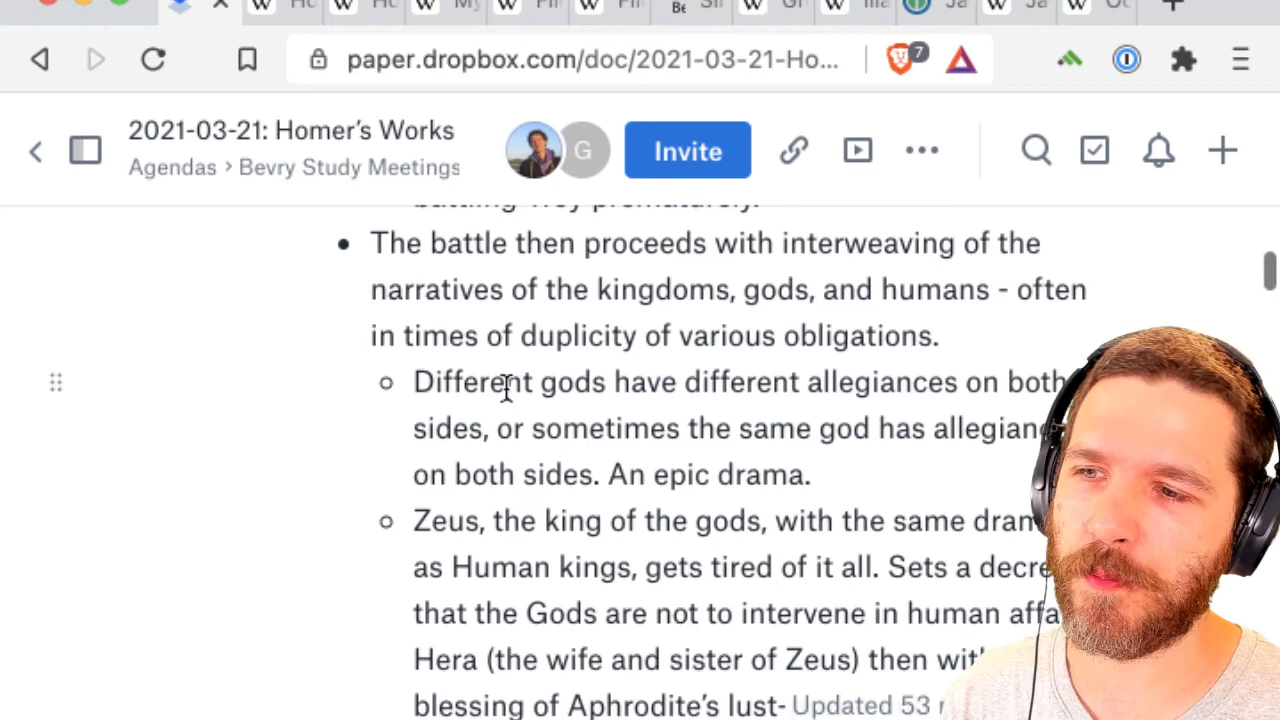 paper.dropbox.com/doc/2021-03-21-Ho... 7
2021-03-21: Homer's Works
Agendas > Bevry Study Meetings
G
Invite
battling Troy prematurely.
• The battle then proceeds with interweaving of the
narratives of the kingdoms, gods, and humans - often
in times of duplicity of various obligations.
Different gods have different allegiances on both
sides, or sometimes the same god has
on both sides. An epic drama.
Zeus, the king of the gods, with the same
as Human kings, gets tired of it all. Sets a
that the Gods are not to intervene in human
Hera (the wife and sister of Zeus) then
blessing of Aphrodite's lust- Updated 53